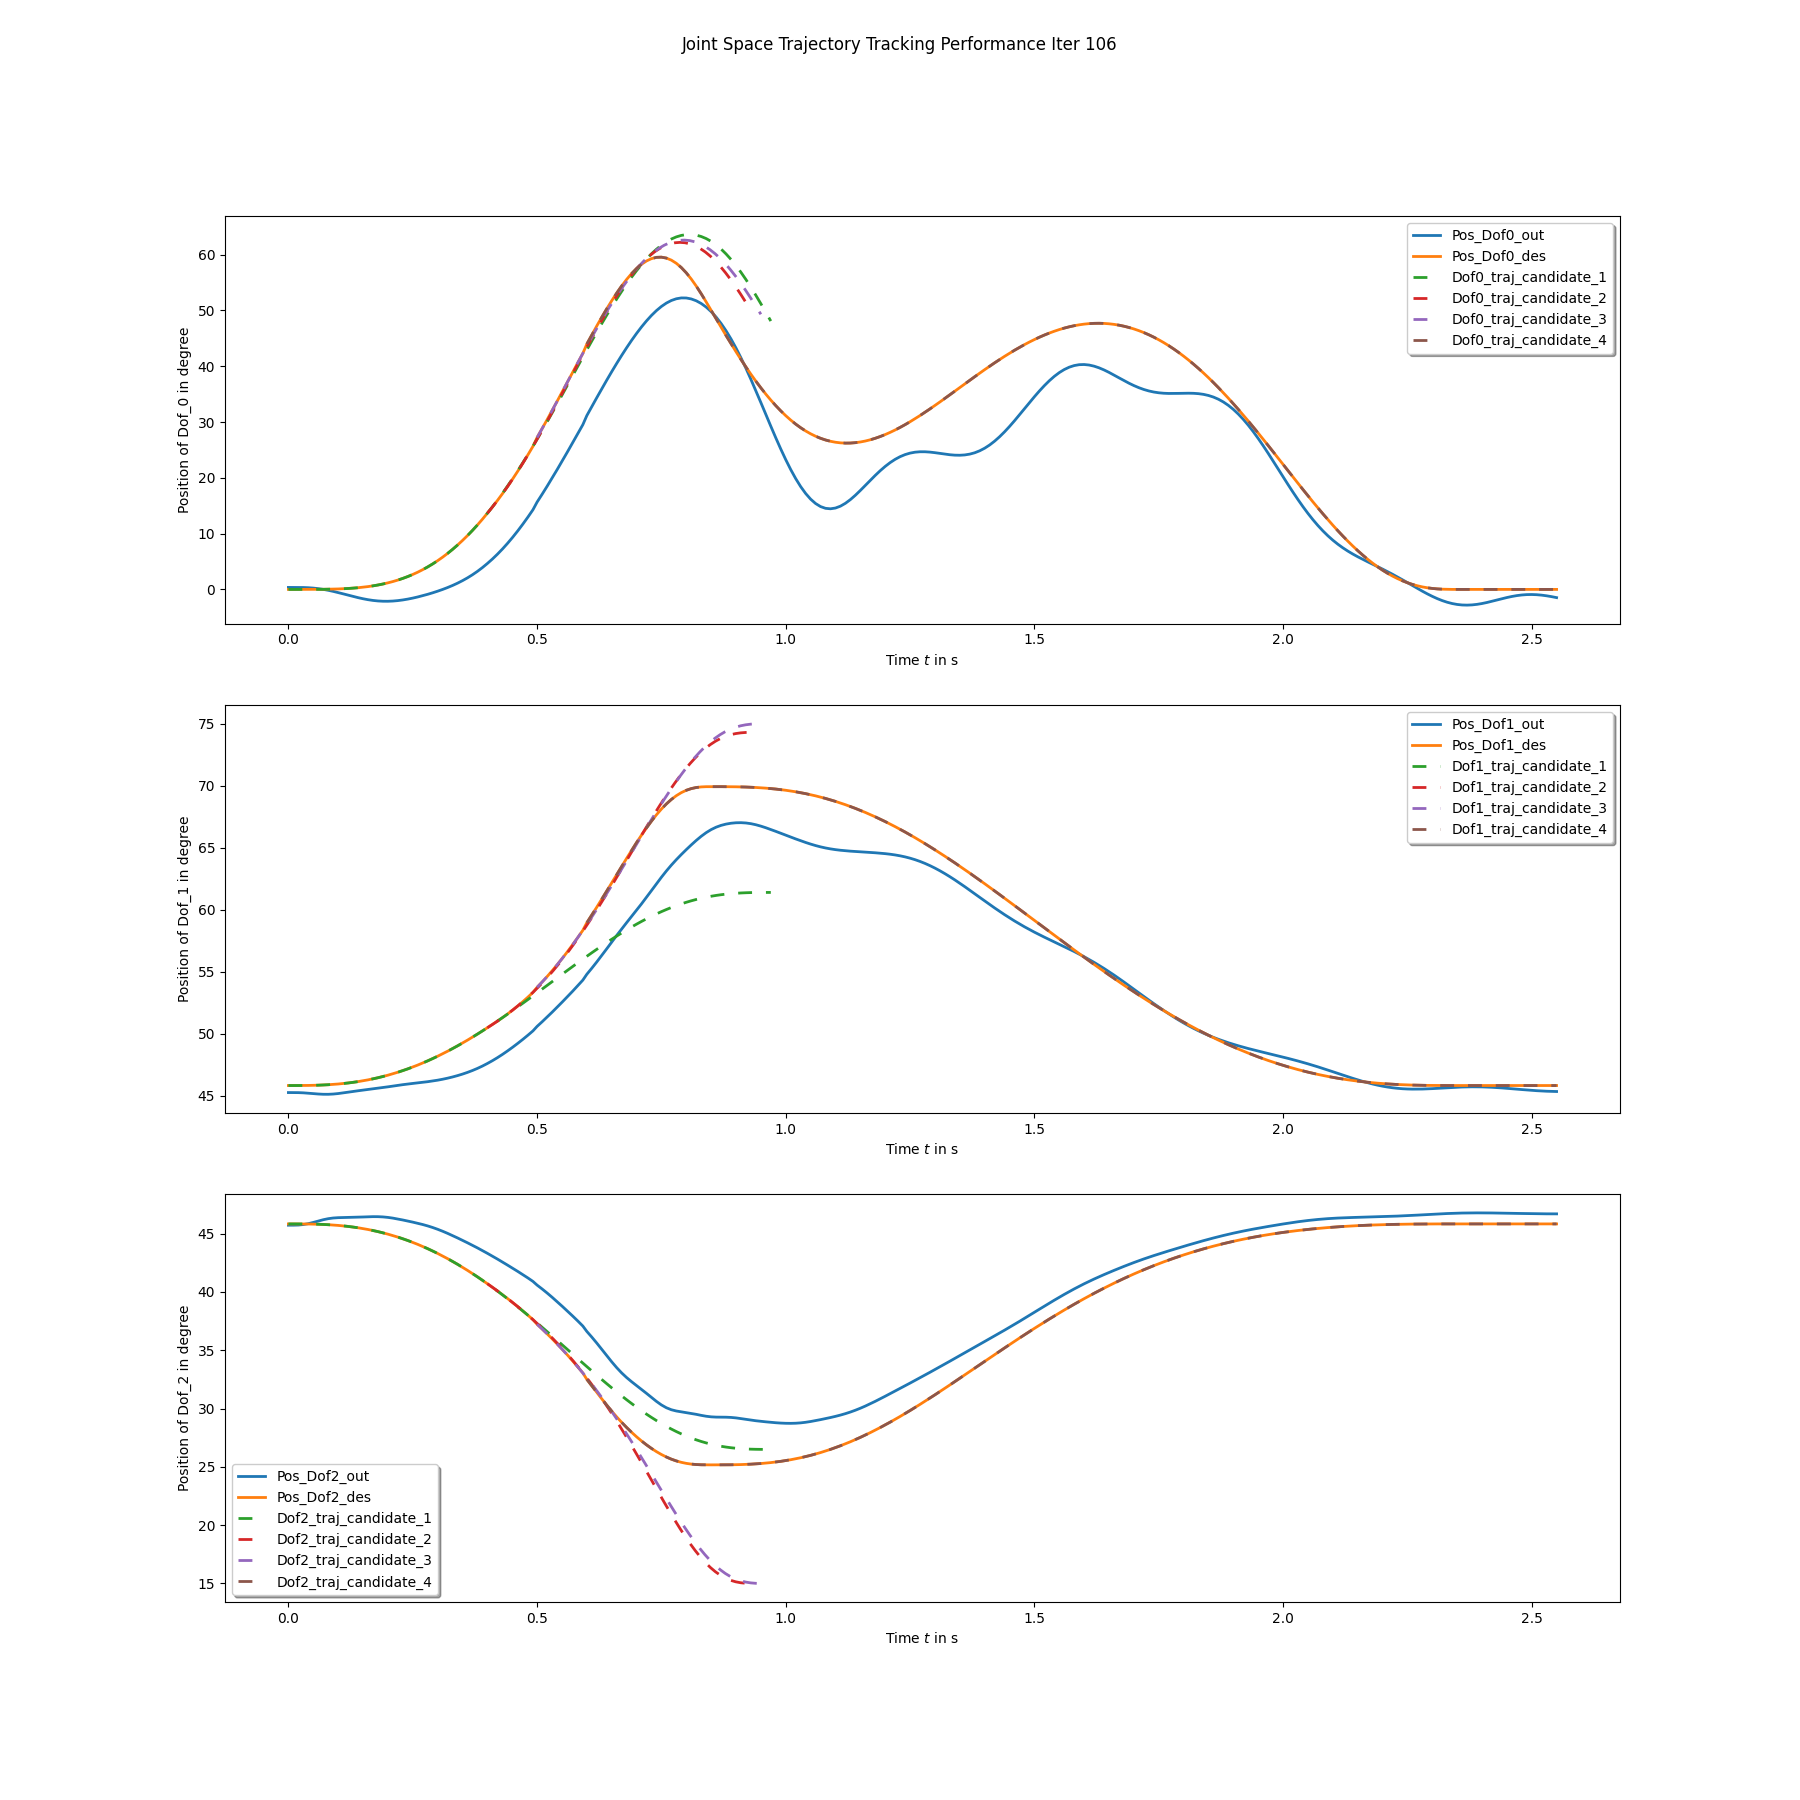 Joint Space Trajectory Tracking Performance Iter 106
Position of Dof_0 in degree
60
50
40
30
20
10
0
Pos_Dof0_out
Pos_Dof0_des
Dof0_traj_candidate_1
Dof0_traj_candidate_2
Dof0_traj_candidate_3
Dof0_traj_candidate_4
0.0 0.5 1.0 1.5 2.0 2.5
Time t in s
Position of Dof_1 in degree
75
70
65
60
55
50
45
Pos_Dof1_out
Pos_Dof1_des
Dof1_traj_candidate_1
Dof1_traj_candidate_2
Dof1_traj_candidate_3
Dof1_traj_candidate_4
0.0 0.5 1.0 1.5 2.0 2.5
Time t in s
Position of Dof_2 in degree
45
40
35
30
25
20
15
Pos_Dof2_out
Pos_Dof2_des
Dof2_traj_candidate_1
Dof2_traj_candidate_2
Dof2_traj_candidate_3
Dof2_traj_candidate_4
0.0 0.5 1.0 1.5 2.0 2.5
Time t in s